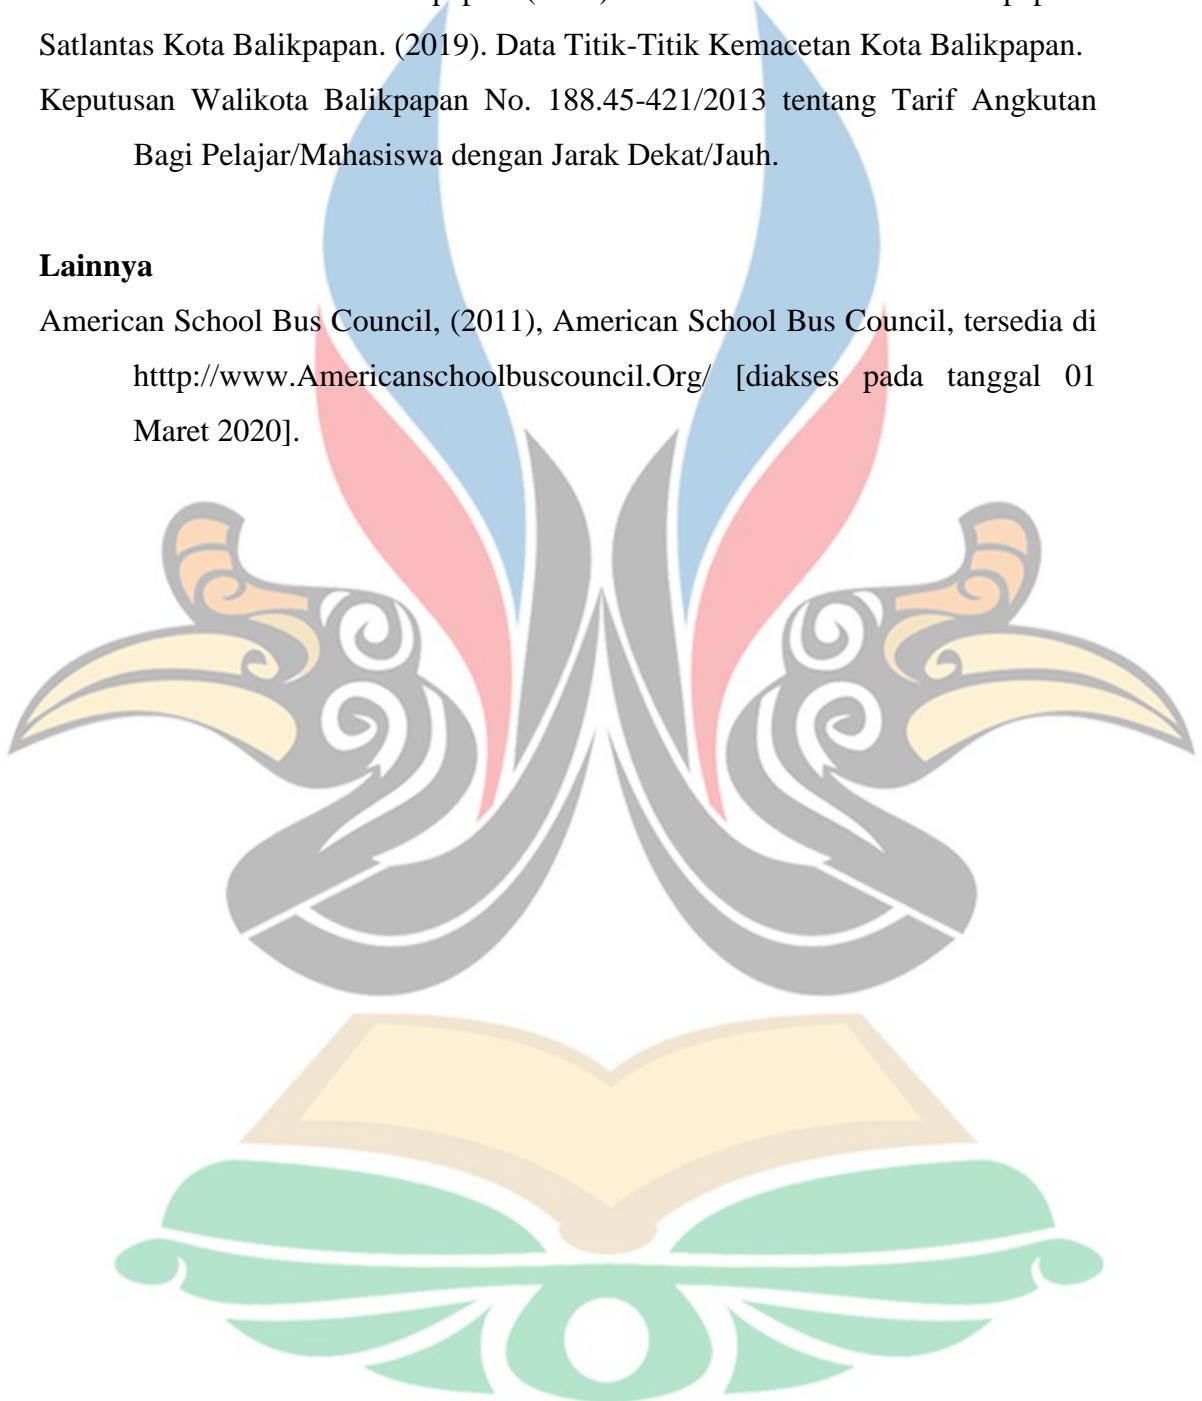 Satlantas Kota Balikpapan. (2019). Data Titik-Titik Kemacetan Kota Balikpapan.
Keputusan Walikota Balikpapan No. 188.45-421/2013 tentang Tarif Angkutan
Bagi Pelajar/Mahasiswa dengan Jarak Dekat/Jauh.
Lainnya
American School Bus Council, (2011), American School Bus Council, tersedia di
htttp://www.Americanschoolbuscouncil.Org/ [diakses pada tanggal 01
Maret 2020].